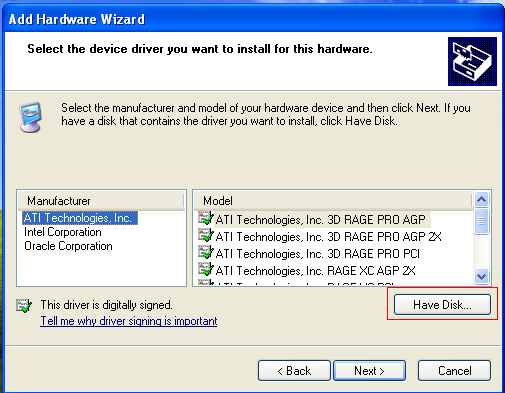 Add Hardware Wizard
Select the device driver you want to install for this hardware.
Select the manufacturer and model of your hardware device and then click Next. If you
have a disk that contains the driver you want to install, click Have Disk.
Manufacturer
ATI Technologies, Inc.
Intel Corporation
Oracle Corporation
Model
ATI Technologies, Inc. 3D RAGE PRO AGP
ATI Technologies, Inc. 3D RAGE PRO AGP 2X
ATI Technologies, Inc. 3D RAGE PRO PCI
ATI Technologies, Inc. RAGE XC AGP 2X
This driver is digitally signed.
Tell me why driver signing is important
Have Disk...
< Back
Next >
Cancel